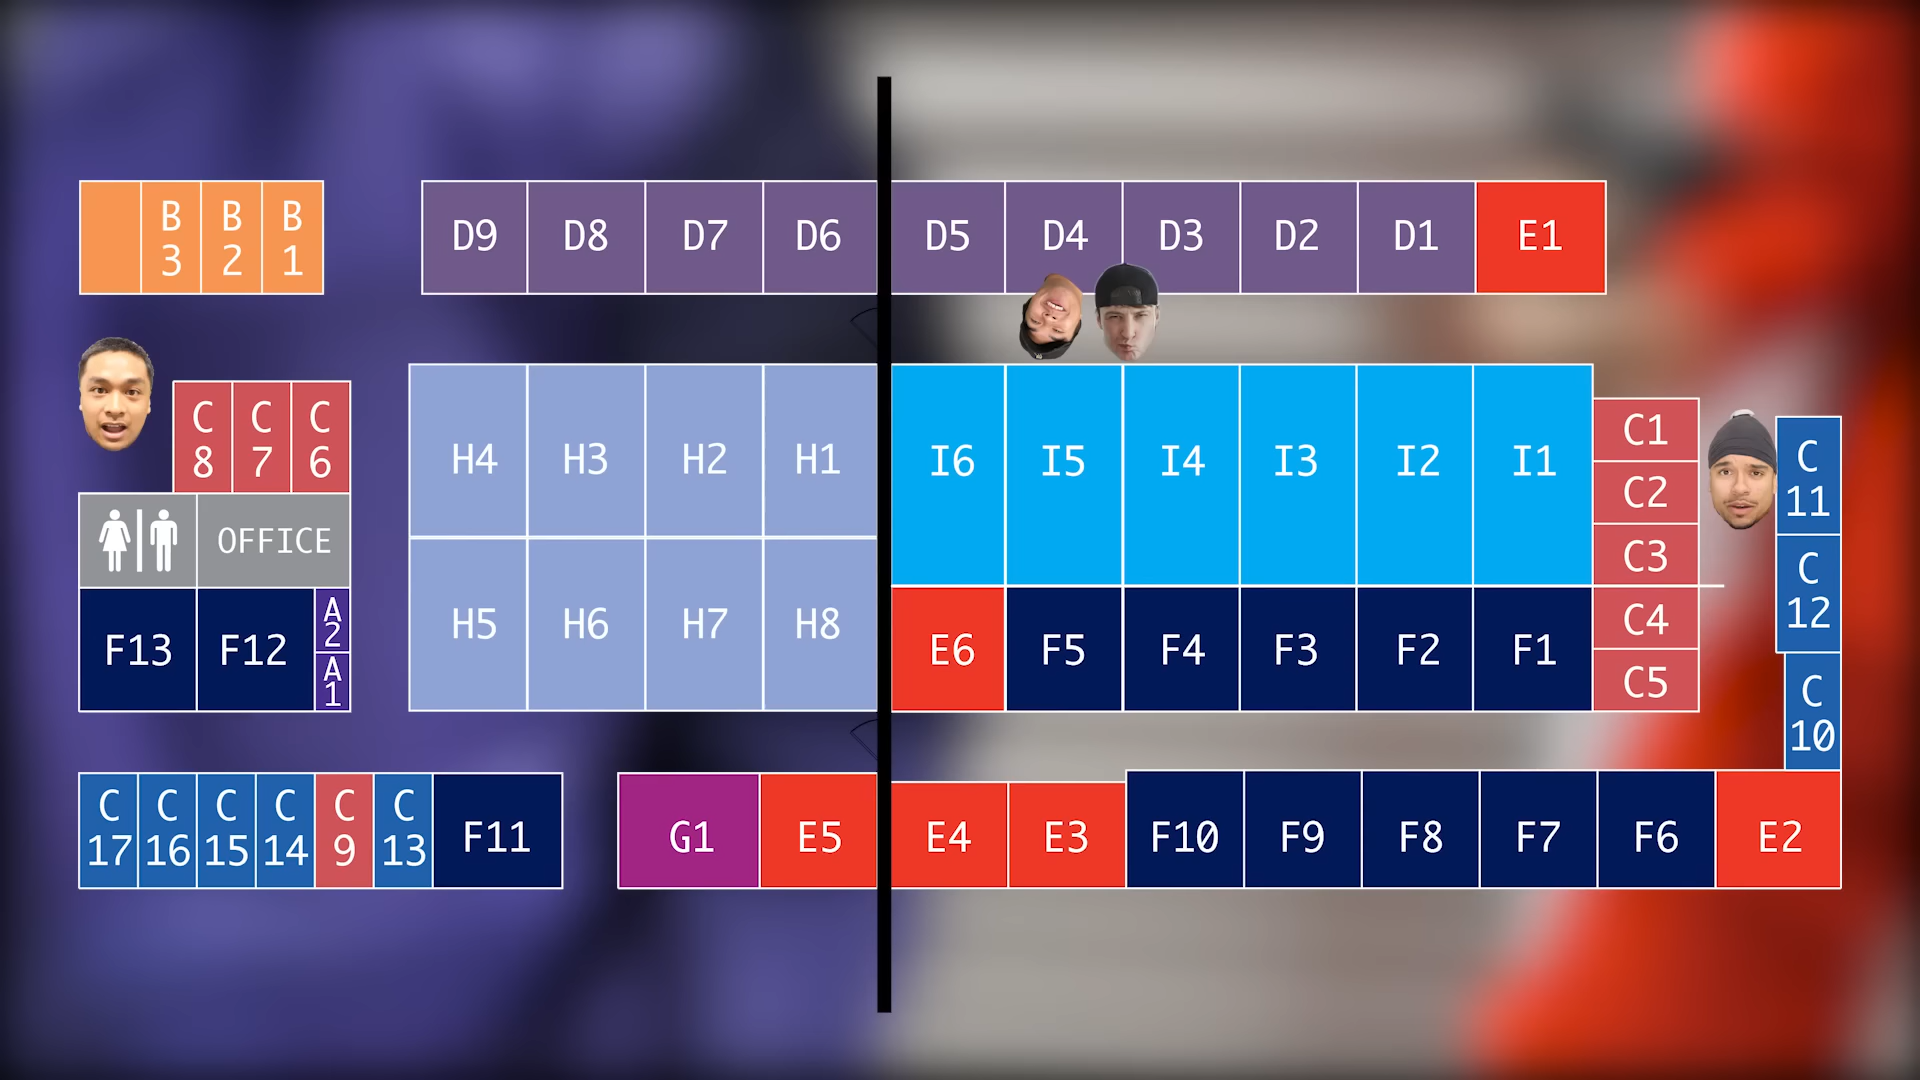 B3 B2 B1
D9 D8 D7 D6 D5 D4 D3 D2 D1 E1
C8 C7 C6
H4 H3 H2 H1 I6 I5 I4 I3 I2 I1
C1
C2
C3
C4
C5
C11
C12
C10
OFFICE
F13 F12
A2
A1
H5 H6 H7 H8 E6 F5 F4 F3 F2 F1
C17 C16 C15 C14 C9 C13 F11 G1 E5 E4 E3 F10 F9 F8 F7 F6 E2